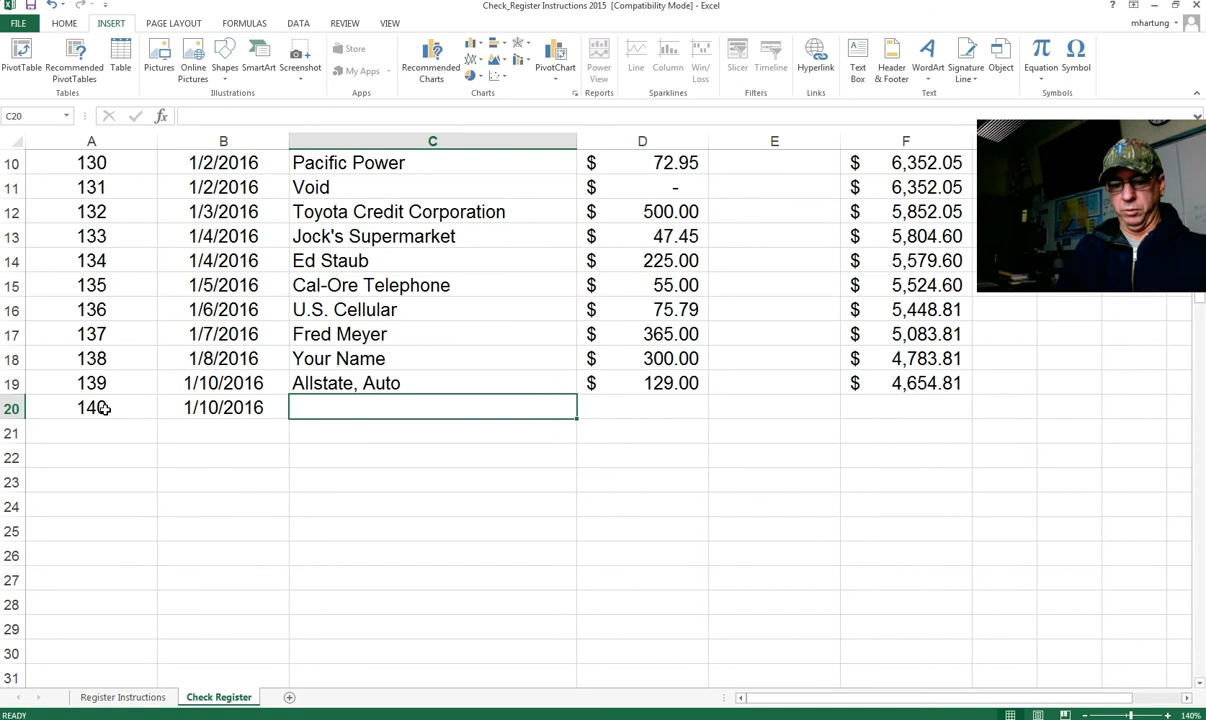 Check_Register Instructions 2015 [Compatibility Mode] - Excel
FILE HOME INSERT PAGE LAYOUT FORMULAS DATA REVIEW VIEW mhartung
PivotTable Recommended PivotTables Table Pictures Online Pictures Shapes SmartArt Screenshot Store My Apps Recommended Charts PivotChart Power View Line Column Win/Loss Slicer Timeline Hyperlink Text Box Header & Footer WordArt Signature Line Object Equation Symbol
Tables Illustrations Apps Charts Reports Sparklines Filters Links Text Symbols
C20 fx
A B C D E F
10 130 1/2/2016 Pacific Power $ 72.95 $ 6,352.05
11 131 1/2/2016 Void $ - $ 6,352.05
12 132 1/3/2016 Toyota Credit Corporation $ 500.00 $ 5,852.05
13 133 1/4/2016 Jock's Supermarket $ 47.45 $ 5,804.60
14 134 1/4/2016 Ed Staub $ 225.00 $ 5,579.60
15 135 1/5/2016 Cal-Ore Telephone $ 55.00 $ 5,524.60
16 136 1/6/2016 U.S. Cellular $ 75.79 $ 5,448.81
17 137 1/7/2016 Fred Meyer $ 365.00 $ 5,083.81
18 138 1/8/2016 Your Name $ 300.00 $ 4,783.81
19 139 1/10/2016 Allstate, Auto $ 129.00 $ 4,654.81
20 140 1/10/2016
21
22
23
24
25
26
27
28
29
30
31
Register Instructions Check Register
READY 140%